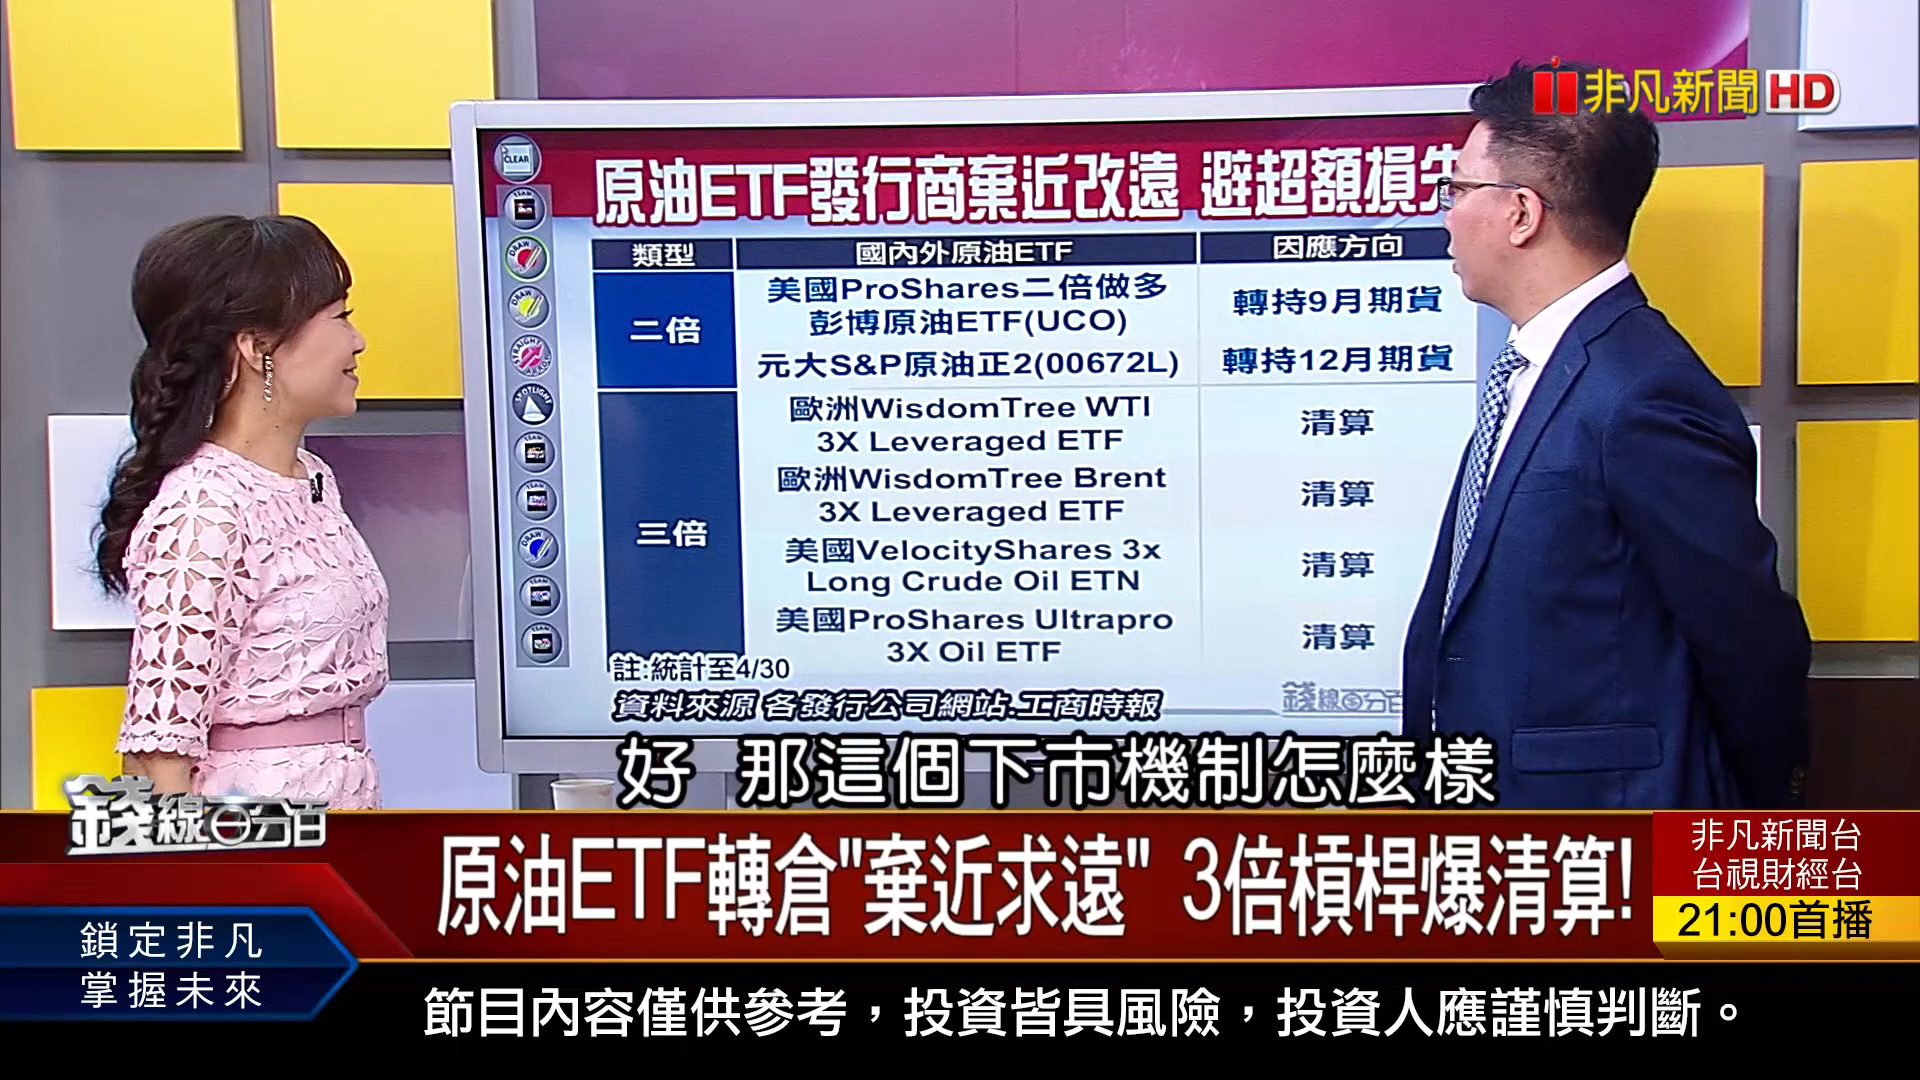 非凡新聞HD
CLEAR
TEAM
DRAW
DRAW
STRAIGHT
SPOTLIGHT
TEAM
TEAM
DRAW
TEAM
TEAM
原油ETF發行商棄近改遠 避超額損失
類型 國內外原油ETF 因應方向
二倍
美國ProShares二倍做多
彭博原油ETF(UCO)
轉持9月期貨
元大S&P原油正2(00672L) 轉持12月期貨
三倍
歐洲WisdomTree WTI
3X Leveraged ETF
清算
歐洲WisdomTree Brent
3X Leveraged ETF
清算
美國VelocityShares 3x
Long Crude Oil ETN
清算
美國ProShares Ultrapro
3X Oil ETF
清算
註:統計至4/30
資料來源 各發行公司網站.工商時報
錢線百分百
好 那這個下市機制怎麼樣
錢線百分百
原油ETF轉倉"棄近求遠" 3倍槓桿爆清算!
非凡新聞台
台視財經台
21:00首播
鎖定非凡
掌握未來
節目內容僅供參考，投資皆具風險，投資人應謹慎判斷。